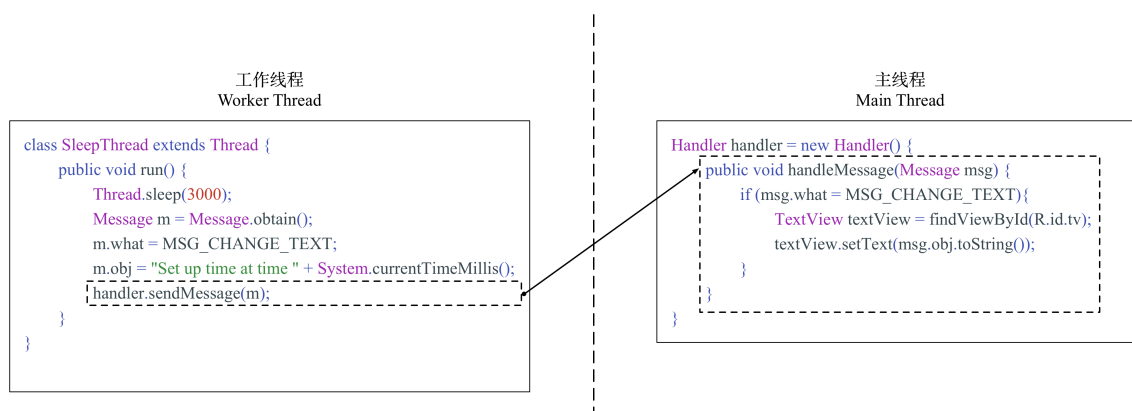 工作线程
Worker Thread
class SleepThread extends Thread {
public void run() {
Thread.sleep(3000);
Message m = Message.obtain();
m.what = MSG_CHANGE_TEXT;
m.obj = "Set up time at time " + System.currentTimeMillis();
handler.sendMessage(m);
}
}
主线程
Main Thread
Handler handler = new Handler() {
public void handleMessage(Message msg) {
if (msg.what = MSG_CHANGE_TEXT){
TextView textView = findViewById(R.id.tv);
textView.setText(msg.obj.toString());
}
}
}